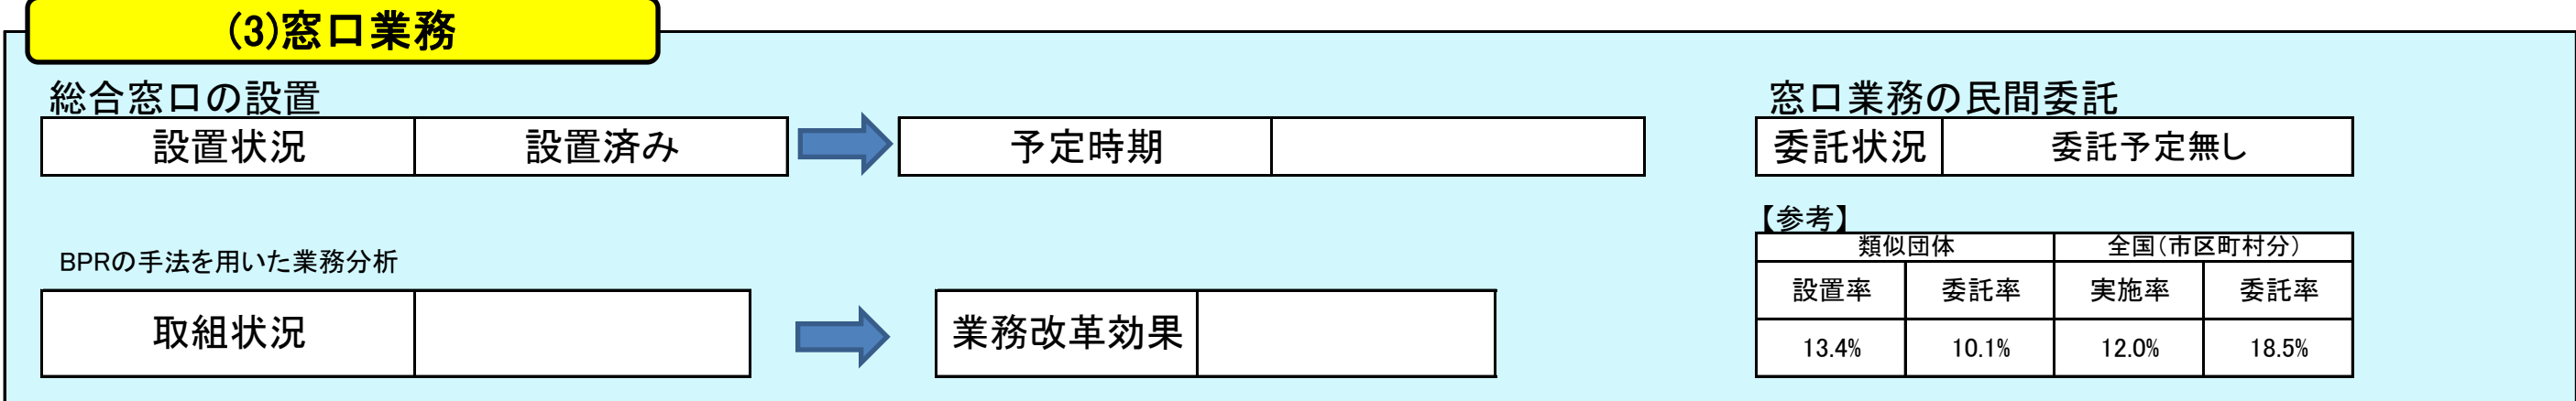 (3)窓口業務
総合窓口の設置
設置状況 設置済み 予定時期
窓口業務の民間委託
委託状況 委託予定無し
BPRの手法を用いた業務分析
取組状況 業務改革効果
【参考】
類似団体 全国(市区町村分)
設置率 委託率 実施率 委託率
13.4% 10.1% 12.0% 18.5%